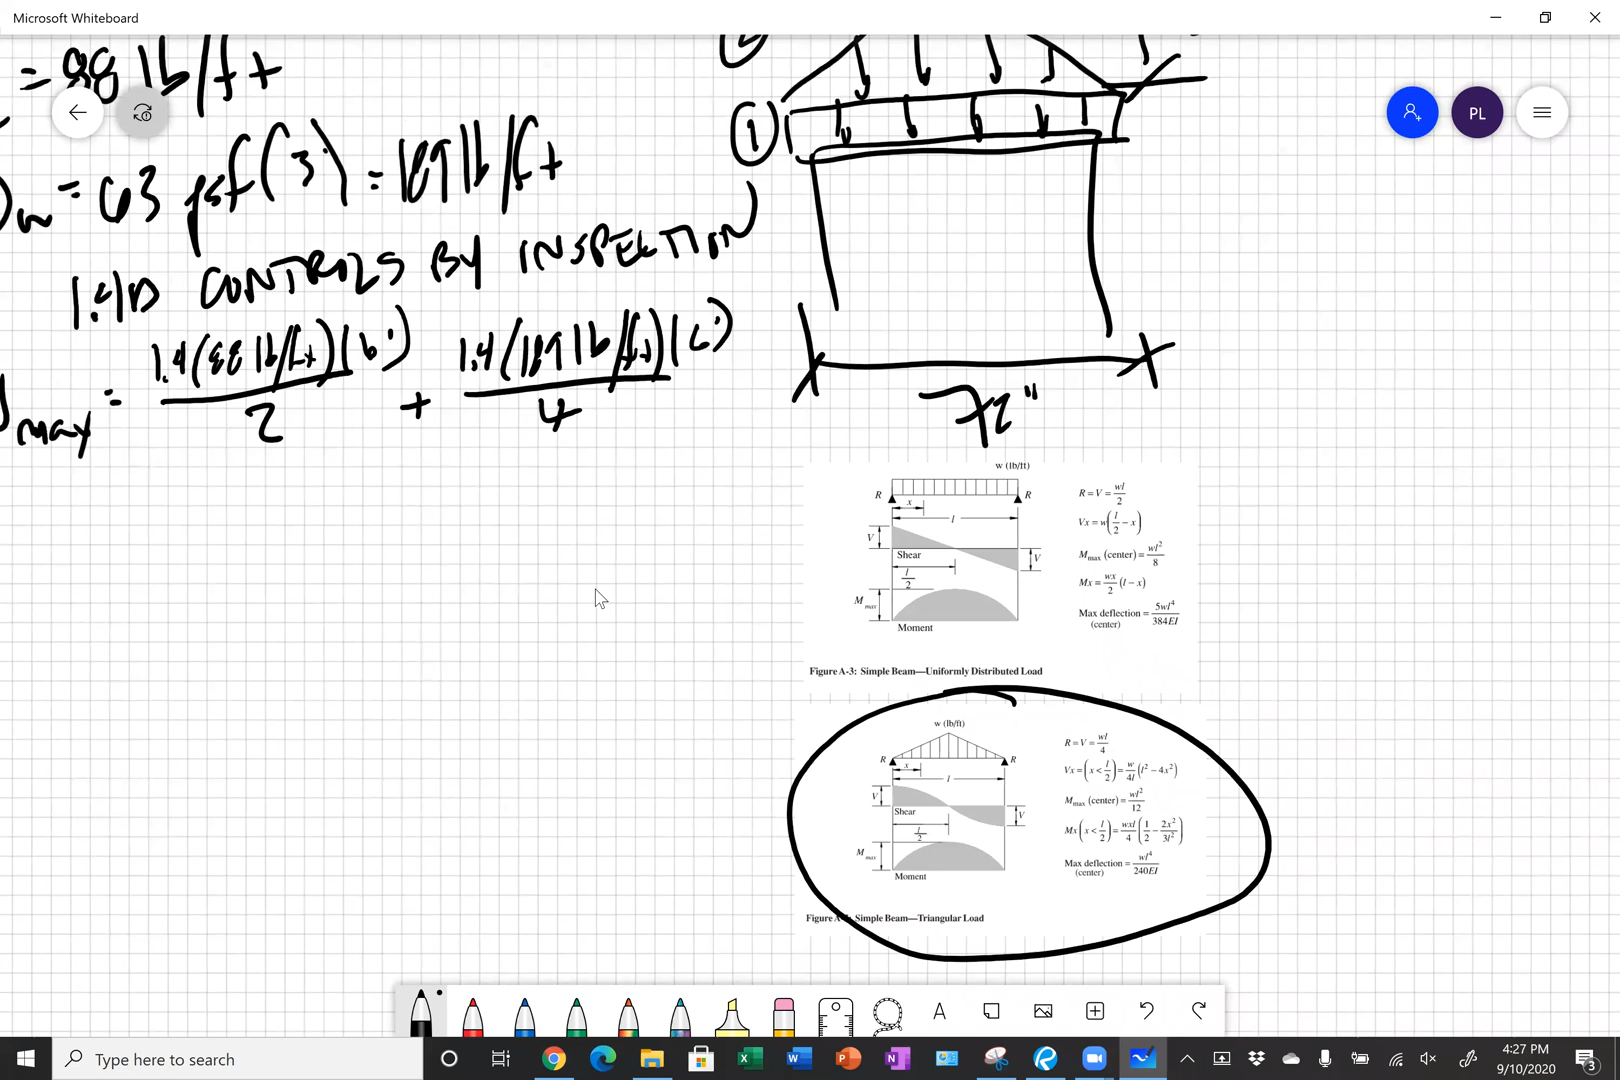 Microsoft Whiteboard
= 88 lb/ft
PL
w = 63 psf (3') = 189 lb/ft
1
1.4D CONTROLS BY INSPECTION
max = 1.4(88 lb/ft)(6') / 2 + 1.4(189 lb/ft)(6') / 4
72"
w (lb/ft)
R R
x
l
V
Shear
V
l/2
M max
Moment
R = V = wl/2
Vx = w(l/2 − x)
Mmax (center) = wl²/8
Mx = wx/2 (l − x)
Max deflection = 5wl⁴/384EI
(center)
Figure A-3: Simple Beam—Uniformly Distributed Load
w (lb/ft)
R R
x
l
V
Shear
V
l/2
M max
Moment
R = V = wl/4
Vx = (x < l/2) = w/4l (l² − 4x²)
Mmax (center) = wl²/12
Mx (x < l/2) = wxl/4 (1/2 − 2x²/3l²)
Max deflection = wl⁴/240EI
(center)
Simple Beam—Triangular Load
A
Type here to search
4:27 PM
9/10/2020
3